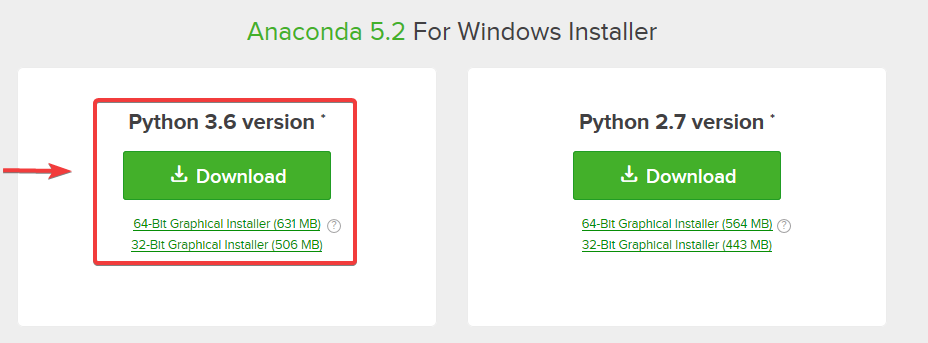 Anaconda 5.2 For Windows Installer
Python 3.6 version *
Download
64-Bit Graphical Installer (631 MB) ?
32-Bit Graphical Installer (506 MB)
Python 2.7 version *
Download
64-Bit Graphical Installer (564 MB) ?
32-Bit Graphical Installer (443 MB)